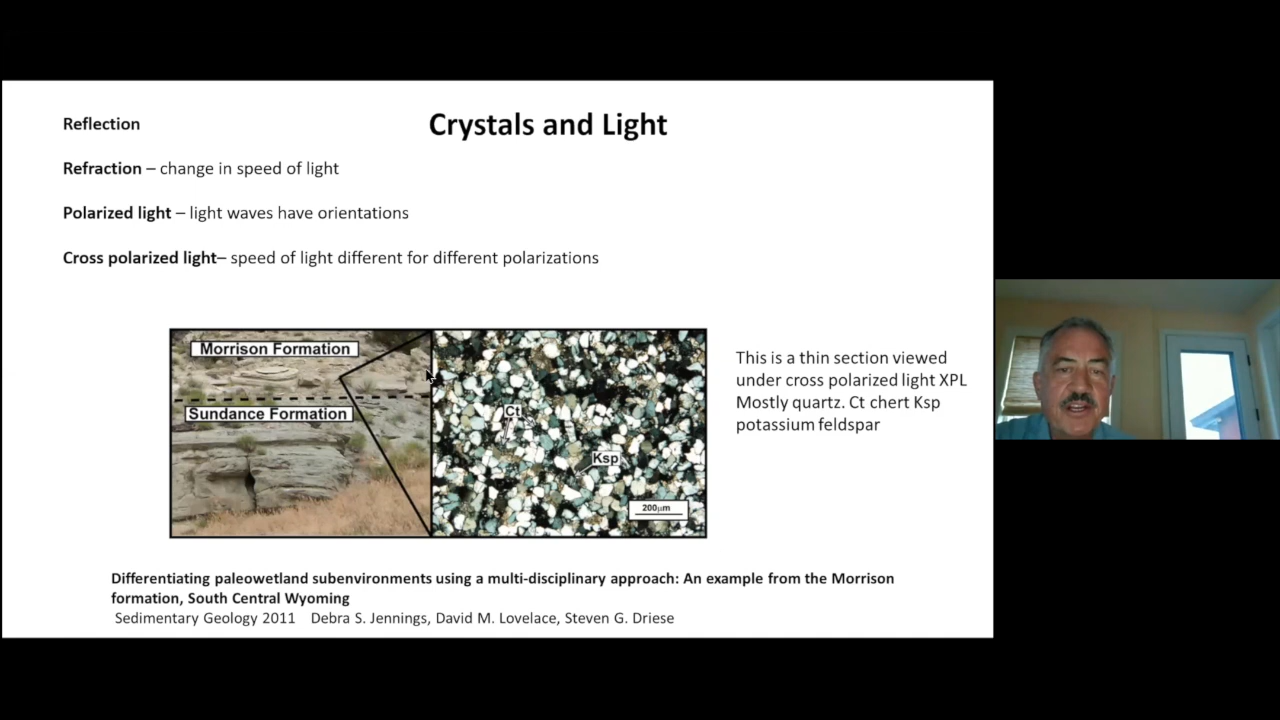 Crystals and Light
Reflection
Refraction – change in speed of light
Polarized light – light waves have orientations
Cross polarized light– speed of light different for different polarizations
Morrison Formation
Sundance Formation
Ct
Ksp
200μm
This is a thin section viewed
under cross polarized light XPL
Mostly quartz. Ct chert Ksp
potassium feldspar
Differentiating paleowetland subenvironments using a multi-disciplinary approach: An example from the Morrison
formation, South Central Wyoming
Sedimentary Geology 2011 Debra S. Jennings, David M. Lovelace, Steven G. Driese